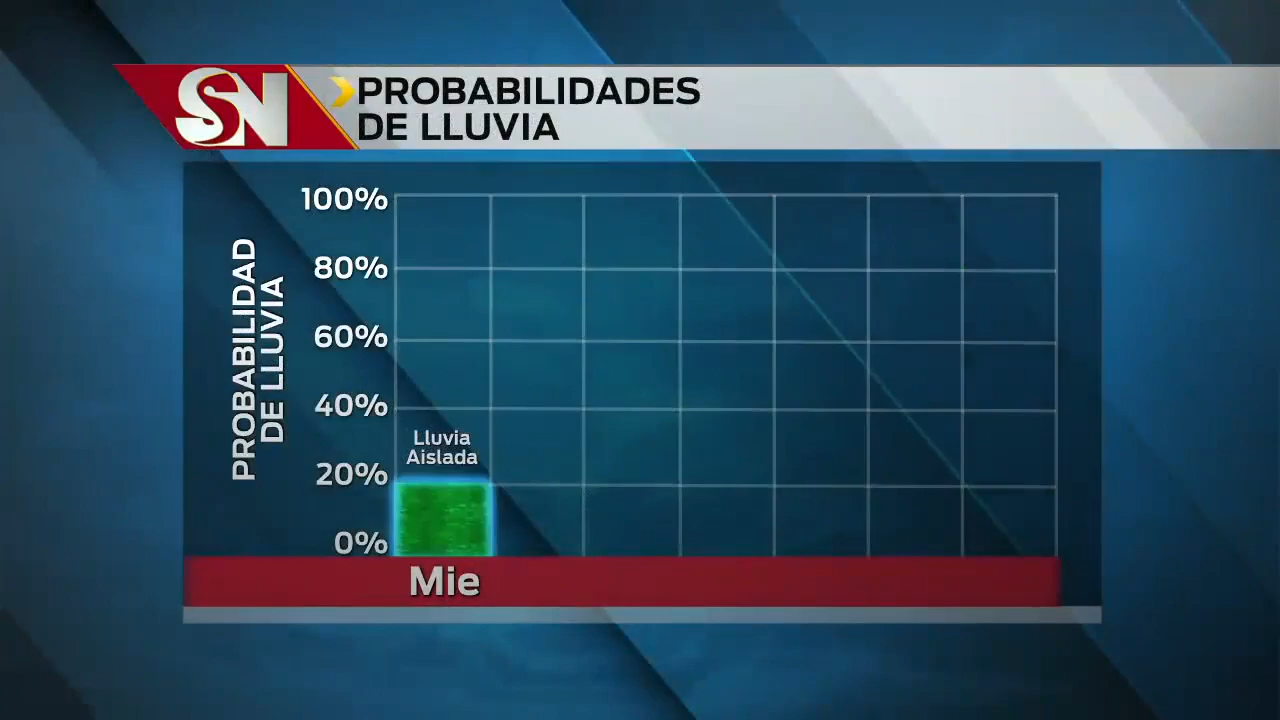 SN
PROBABILIDADES
DE LLUVIA
PROBABILIDAD
DE LLUVIA
100%
80%
60%
40%
20%
0%
Lluvia
Aislada
Mie